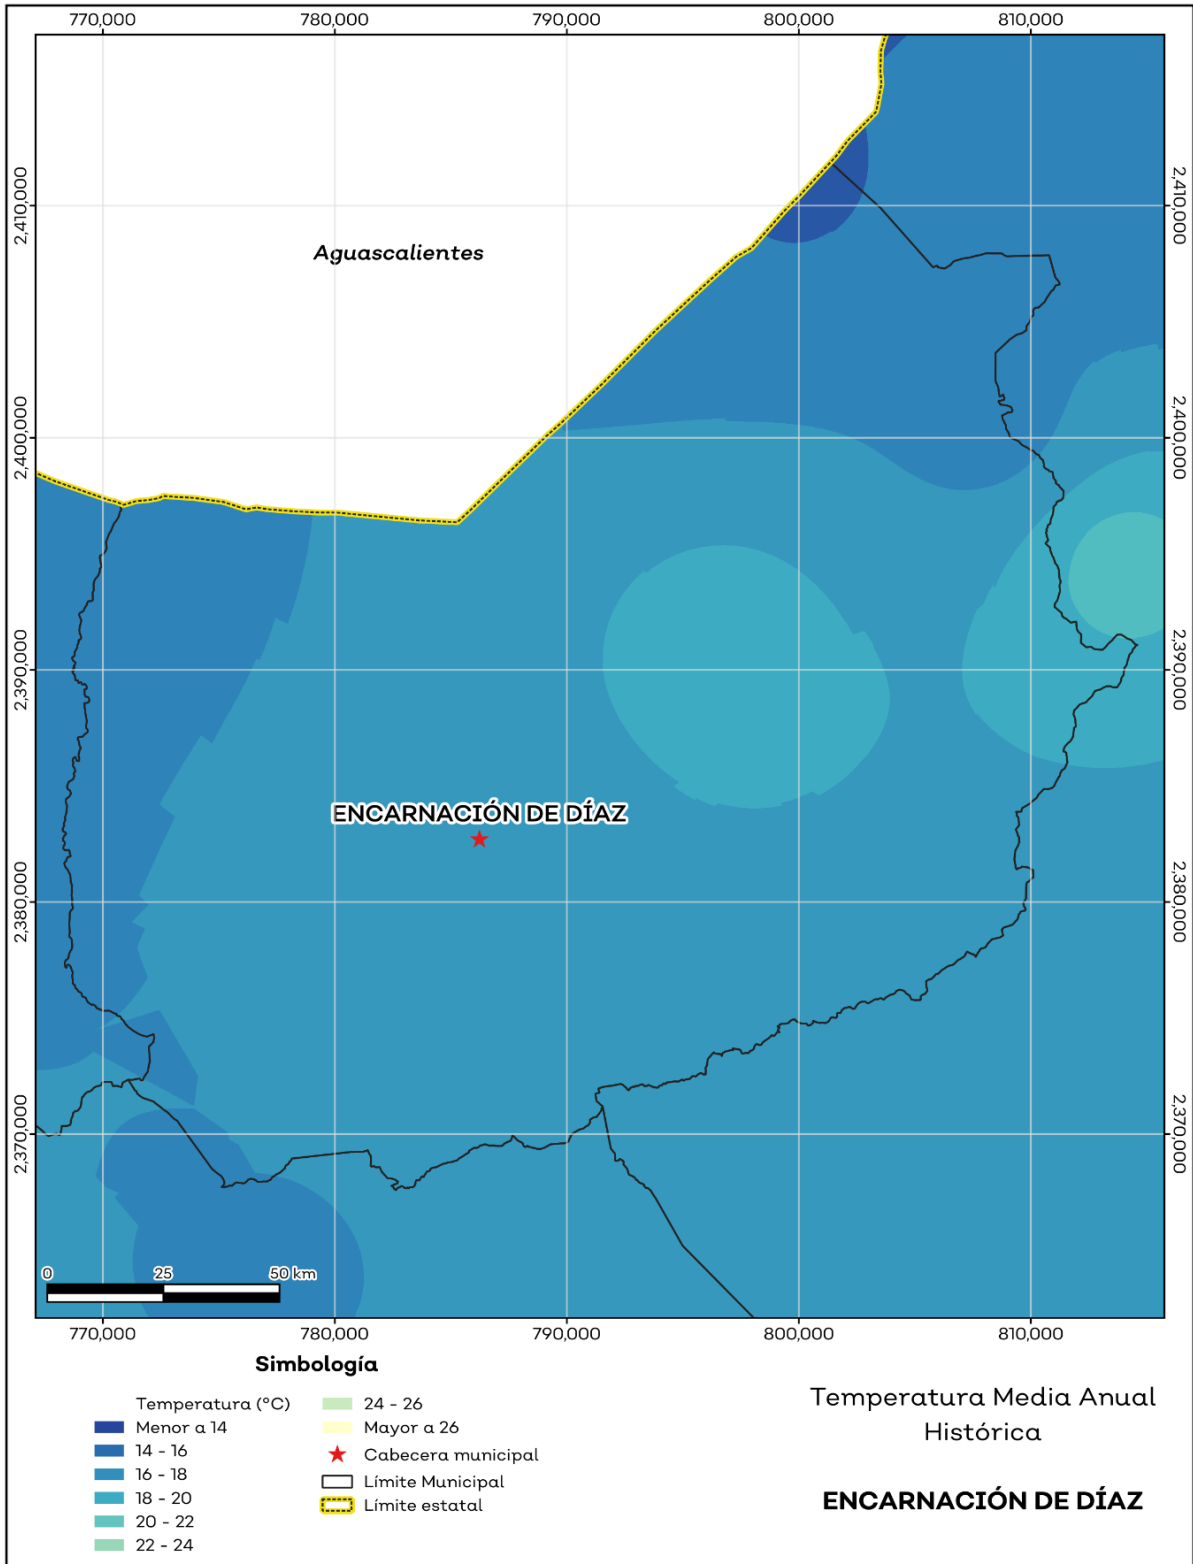 770,000
780,000
790,000
800,000
810,000
2,410,000
2,410,000
Aguascalientes
2,400,000
2,400,000
2,390,000
2,390,000
ENCARNACIÓN DE DÍAZ
2,380,000
2,380,000
2,370,000
2,370,000
0
25
50 km
770,000
780,000
790,000
800,000
810,000
Simbología
Temperatura (°C)
Menor a 14
14 - 16
16 - 18
18 - 20
20 - 22
22 - 24
24 - 26
Mayor a 26
Cabecera municipal
Límite Municipal
Límite estatal
Temperatura Media Anual
Histórica
ENCARNACIÓN DE DÍAZ